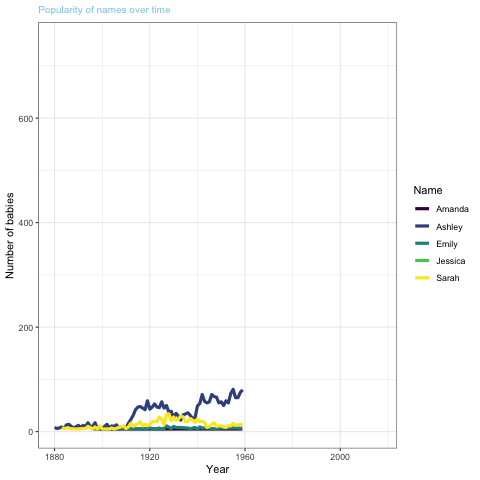 Popularity of names over time
Number of babies
600
400
200
0
1880
1920
1960
2000
Year
Name
Amanda
Ashley
Emily
Jessica
Sarah